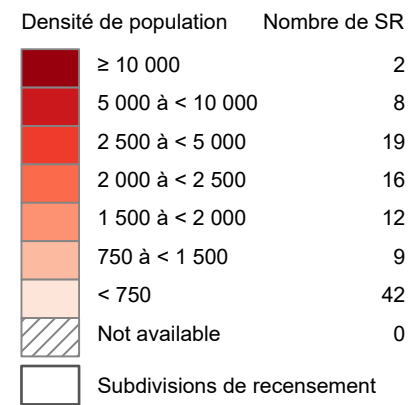 Densité de population Nombre de SR
≥ 10 000 2
5 000 à < 10 000 8
2 500 à < 5 000 19
2 000 à < 2 500 16
1 500 à < 2 000 12
750 à < 1 500 9
< 750 42
Not available 0
Subdivisions de recensement